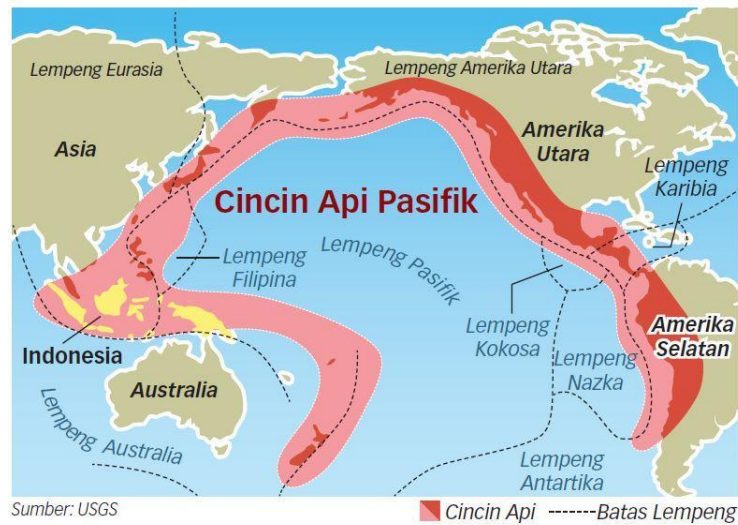 Lempeng Eurasia
Lempeng Amerika Utara
Asia
Amerika
Utara
Lempeng
Karibia
Cincin Api Pasifik
Lempeng
Filipina
Lempeng Pasifik
Lempeng
Kokosa
Indonesia
Amerika
Selatan
Lempeng
Nazka
Australia
Lempeng Australia
Lempeng
Antartika
Sumber: USGS
Cincin Api
Batas Lempeng